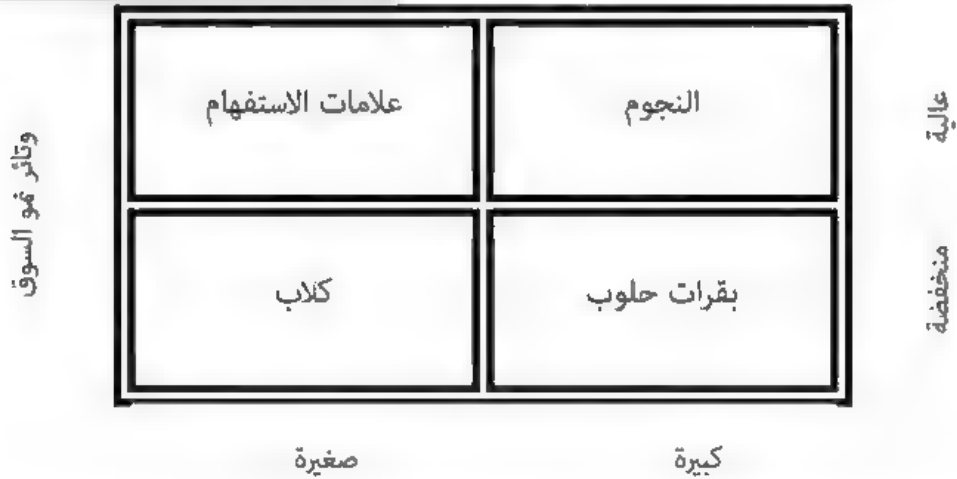 النجوم
علامات الاستفهام
عالية
وتائر نمو السوق
بقرات حلوب
كلاب
منخفضة
كبيرة
صغيرة